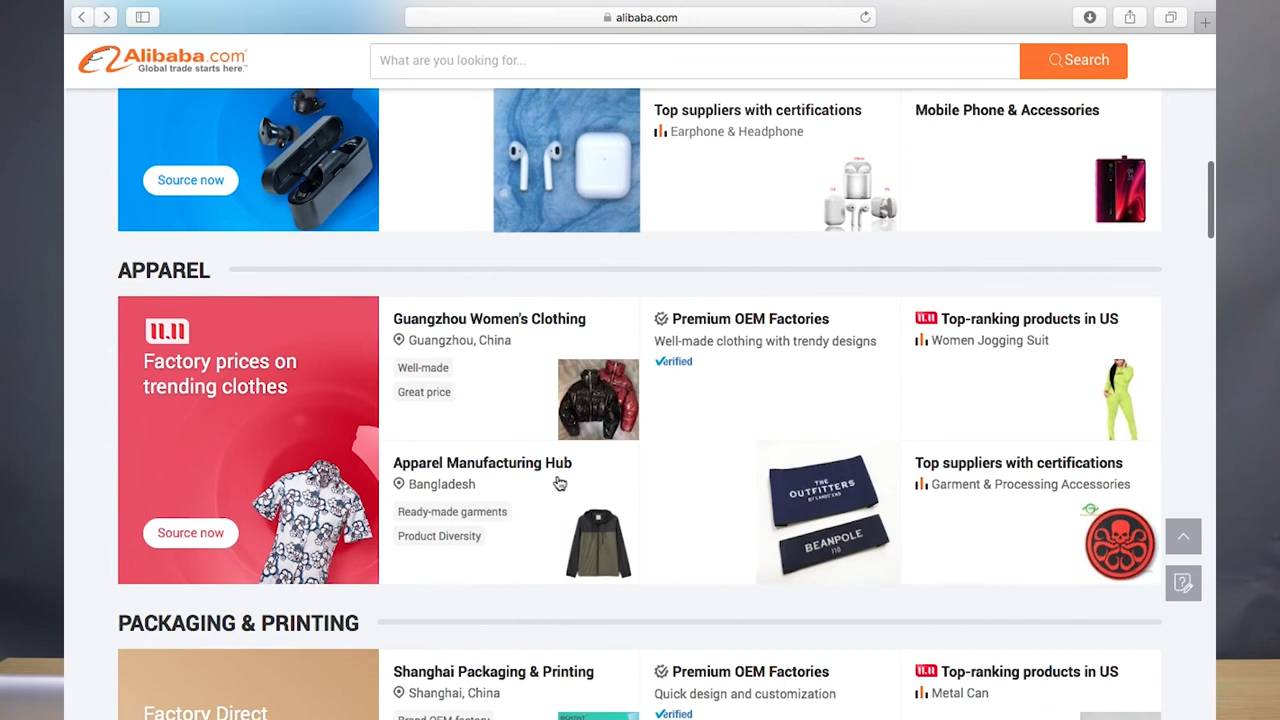 alibaba.com
Alibaba.com
Global trade starts here.™
What are you looking for...
Search
Source now
Top suppliers with certifications
Earphone & Headphone
Mobile Phone & Accessories
APPAREL
11.11
Factory prices on
trending clothes
Source now
Guangzhou Women's Clothing
Guangzhou, China
Well-made
Great price
Apparel Manufacturing Hub
Bangladesh
Ready-made garments
Product Diversity
Premium OEM Factories
Well-made clothing with trendy designs
Verified
THE
OUTFITTERS
BY LANDS' END
BEANPOLE
11.11 Top-ranking products in US
Women Jogging Suit
Top suppliers with certifications
Garment & Processing Accessories
PACKAGING & PRINTING
Factory Direct
Shanghai Packaging & Printing
Shanghai, China
Brand OEM factory
Premium OEM Factories
Quick design and customization
Verified
11.11 Top-ranking products in US
Metal Can